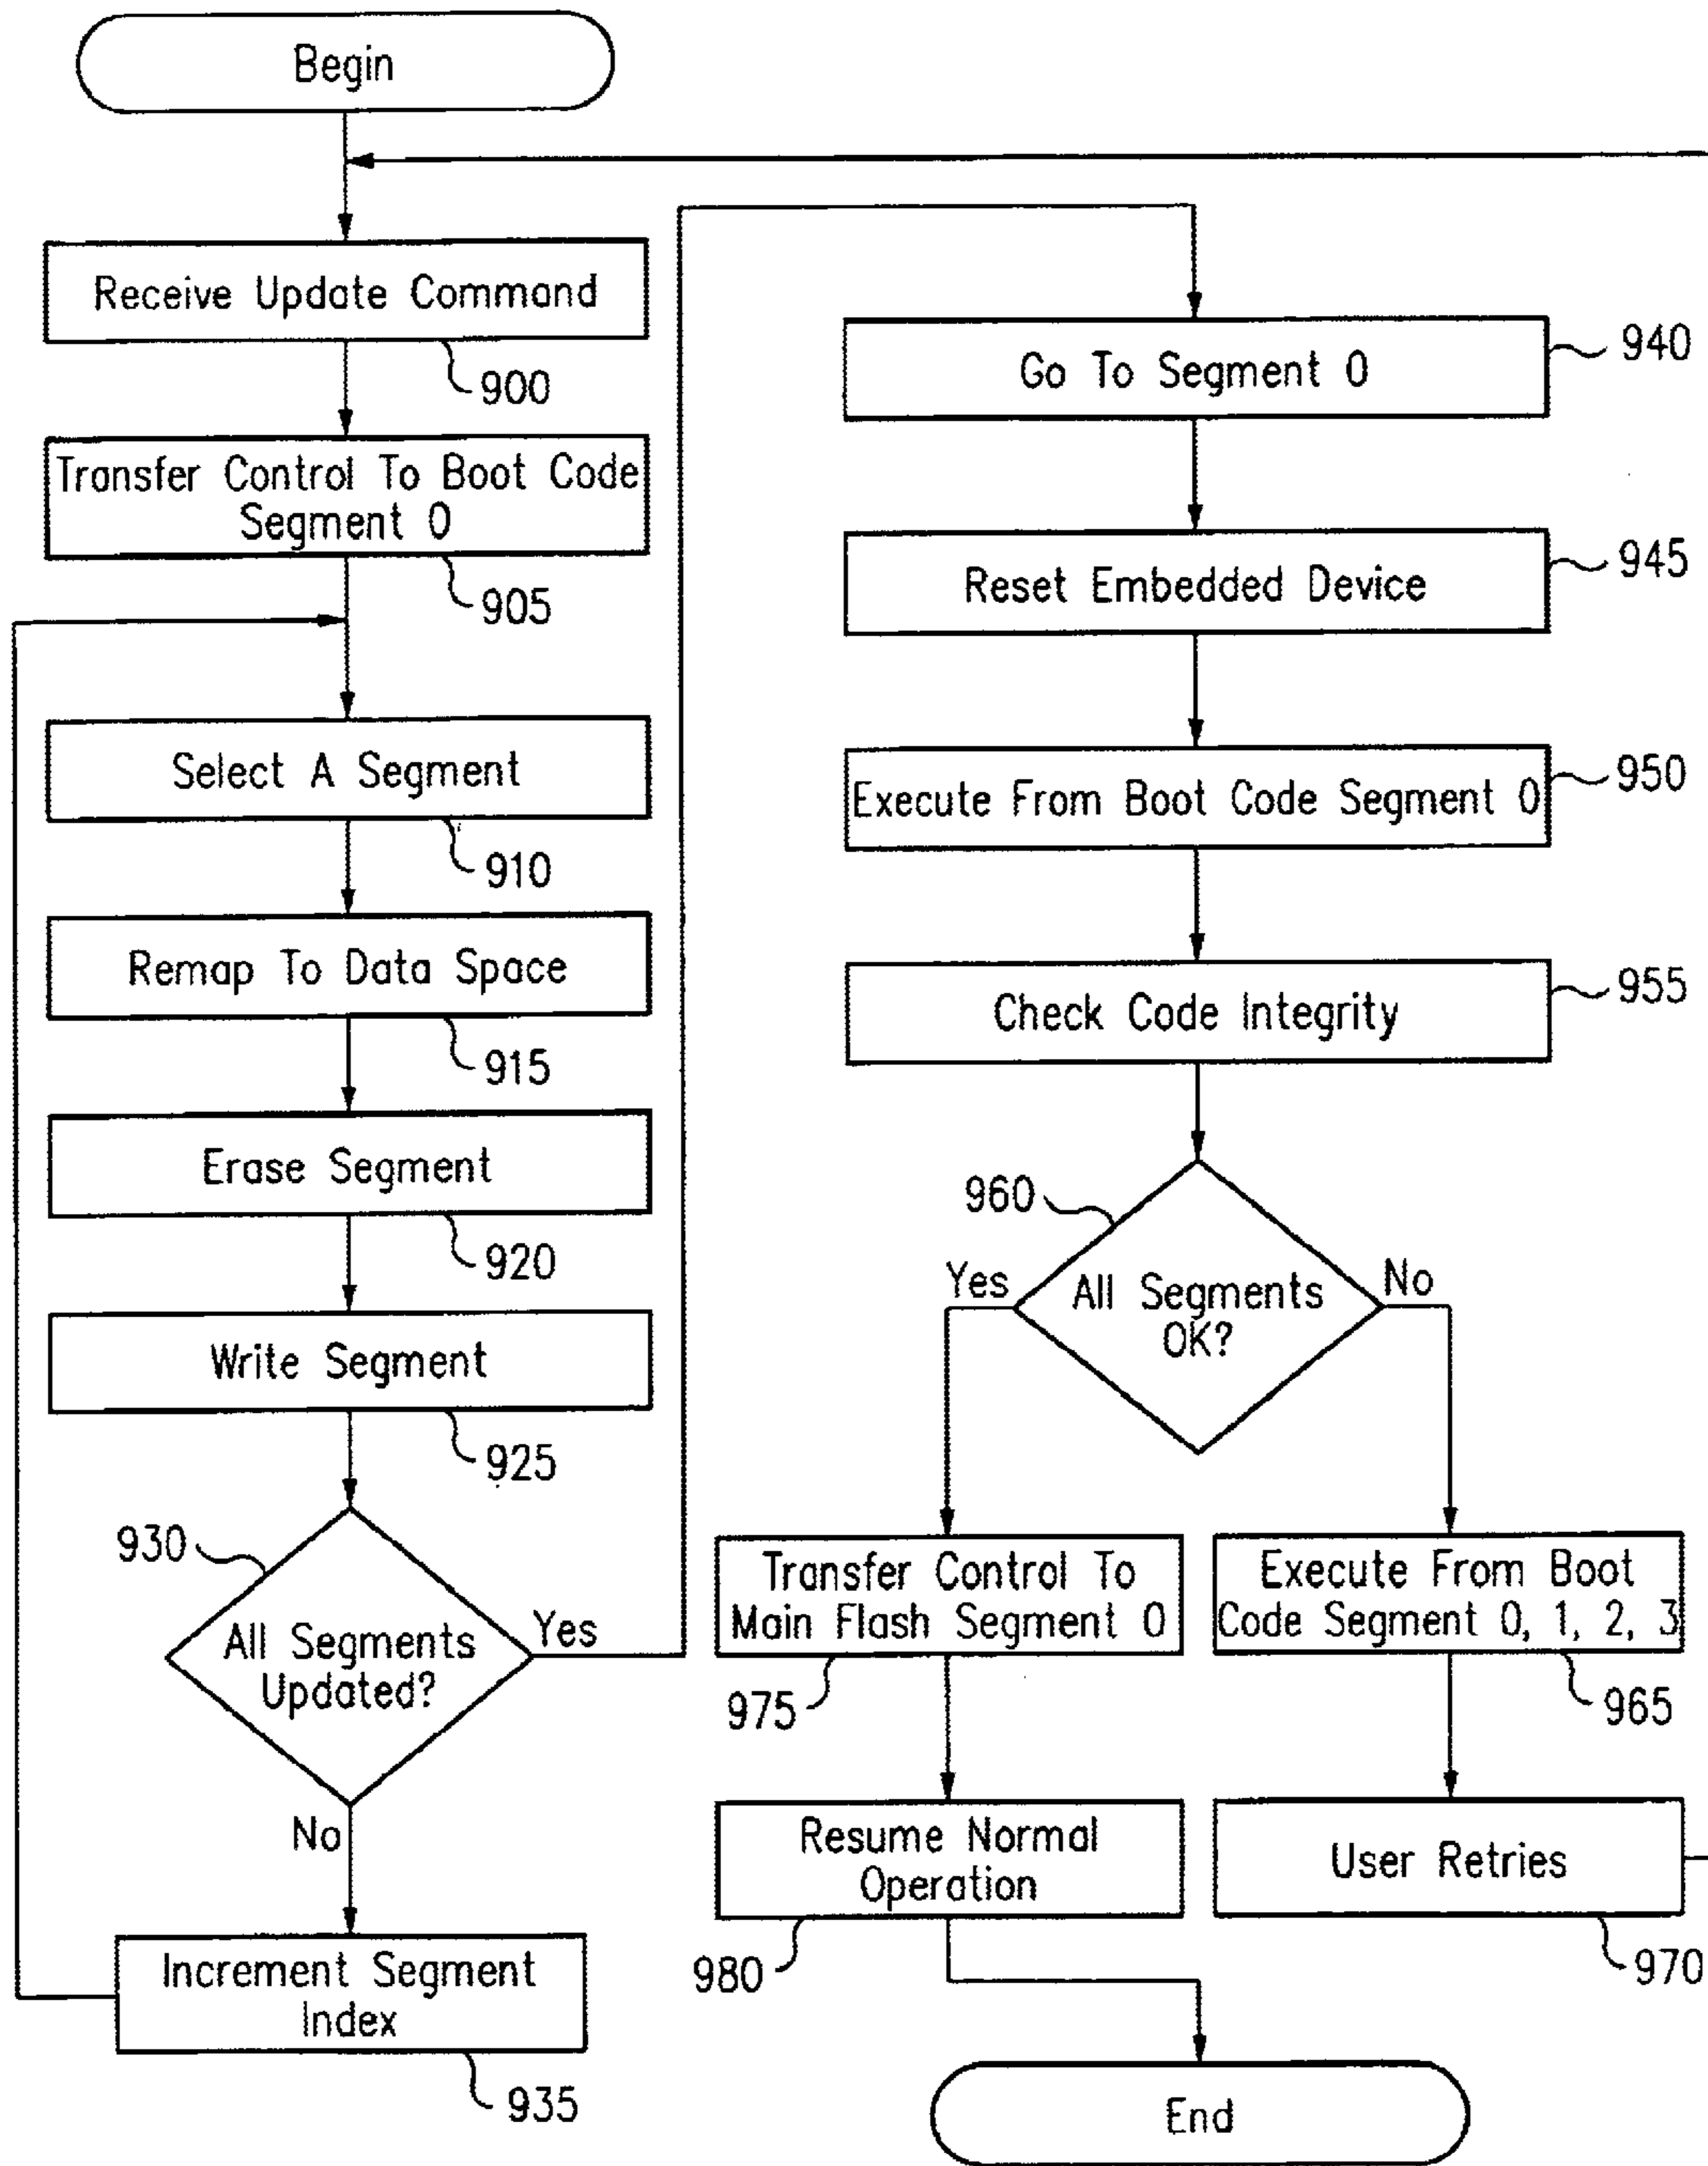 Begin
Receive Update Command
900
Transfer Control To Boot Code
Segment 0
905
Select A Segment
910
Remap To Data Space
915
Erase Segment
920
Write Segment
925
930
All Segments
Updated?
Yes
No
Increment Segment
Index
935
Go To Segment 0
940
Reset Embedded Device
945
Execute From Boot Code Segment 0
950
Check Code Integrity
955
960
Yes
All Segments
OK?
No
Transfer Control To
Main Flash Segment 0
975
Execute From Boot
Code Segment 0, 1, 2, 3
965
Resume Normal
Operation
980
User Retries
970
End